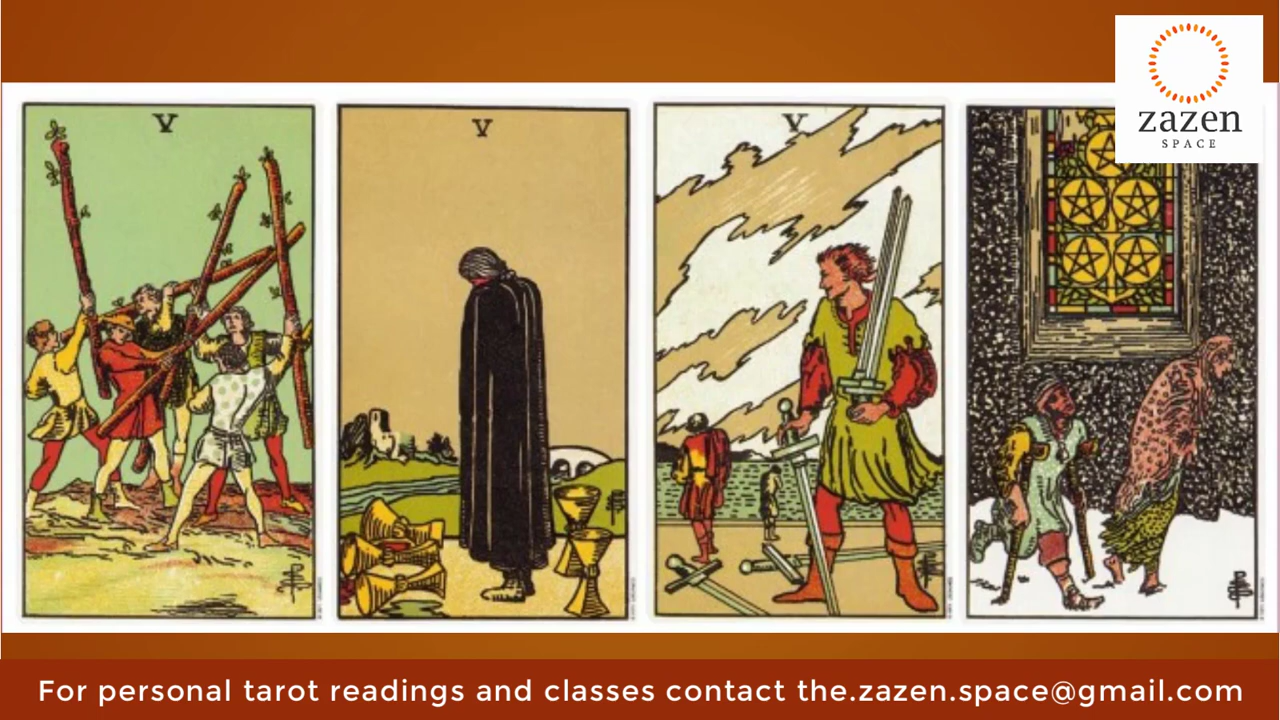 V
V
V
zazen
SPACE
For personal tarot readings and classes contact the.zazen.space@gmail.com